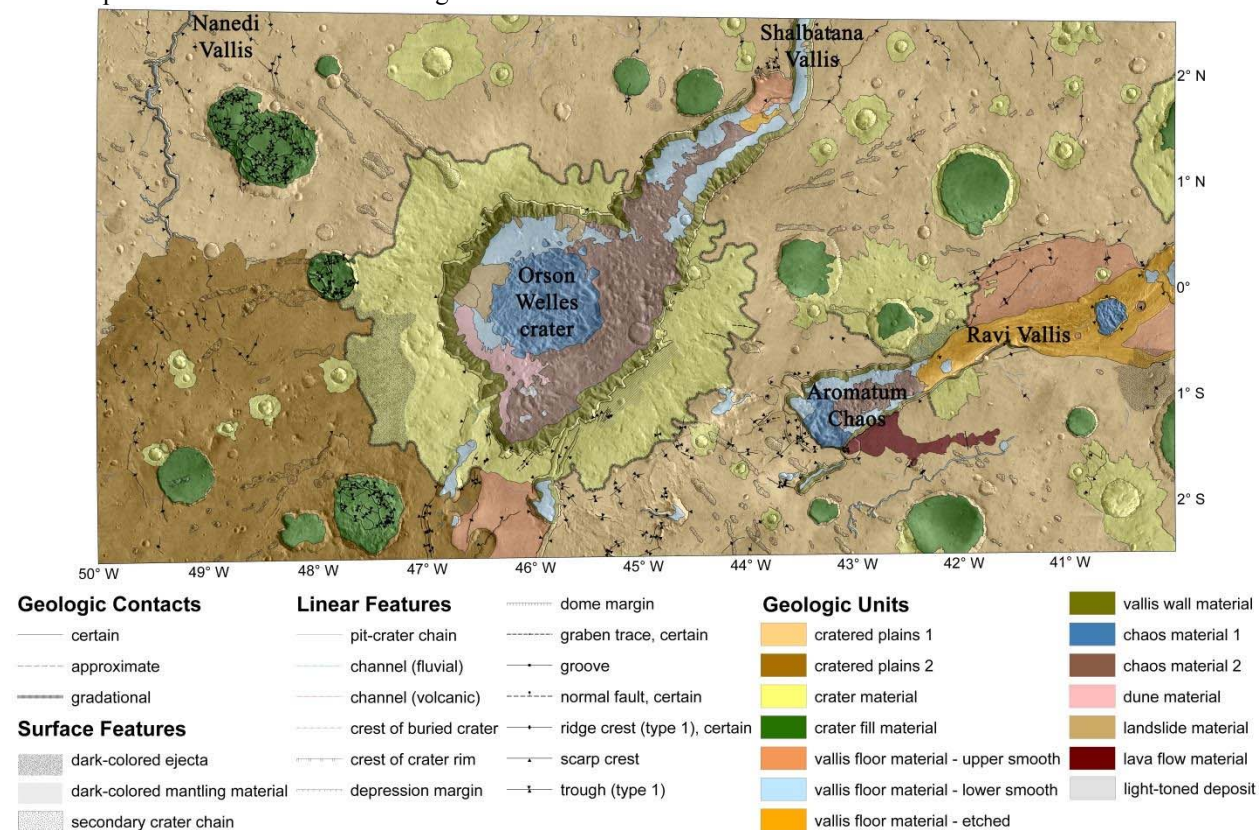 Nanedi
Vallis
Shalbatana
Vallis
2° N
1° N
Orson
Welles
crater
0°
Ravi Vallis
Aromatum
Chaos
1° S
2° S
50° W
49° W
48° W
47° W
46° W
45° W
44° W
43° W
42° W
41° W
Geologic Contacts
certain
approximate
gradational
Surface Features
dark-colored ejecta
dark-colored mantling material
secondary crater chain
Linear Features
pit-crater chain
channel (fluvial)
channel (volcanic)
crest of buried crater
crest of crater rim
depression margin
dome margin
graben trace, certain
groove
normal fault, certain
ridge crest (type 1), certain
scarp crest
trough (type 1)
Geologic Units
cratered plains 1
cratered plains 2
crater material
crater fill material
vallis floor material - upper smooth
vallis floor material - lower smooth
vallis floor material - etched
vallis wall material
chaos material 1
chaos material 2
dune material
landslide material
lava flow material
light-toned deposit